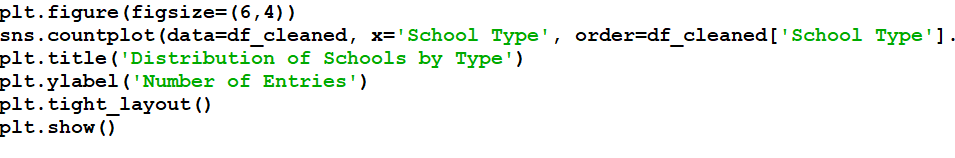 plt.figure(figsize=(6,4))
sns.countplot(data=df_cleaned, x='School Type', order=df_cleaned['School Type'].
plt.title('Distribution of Schools by Type')
plt.ylabel('Number of Entries')
plt.tight_layout()
plt.show()